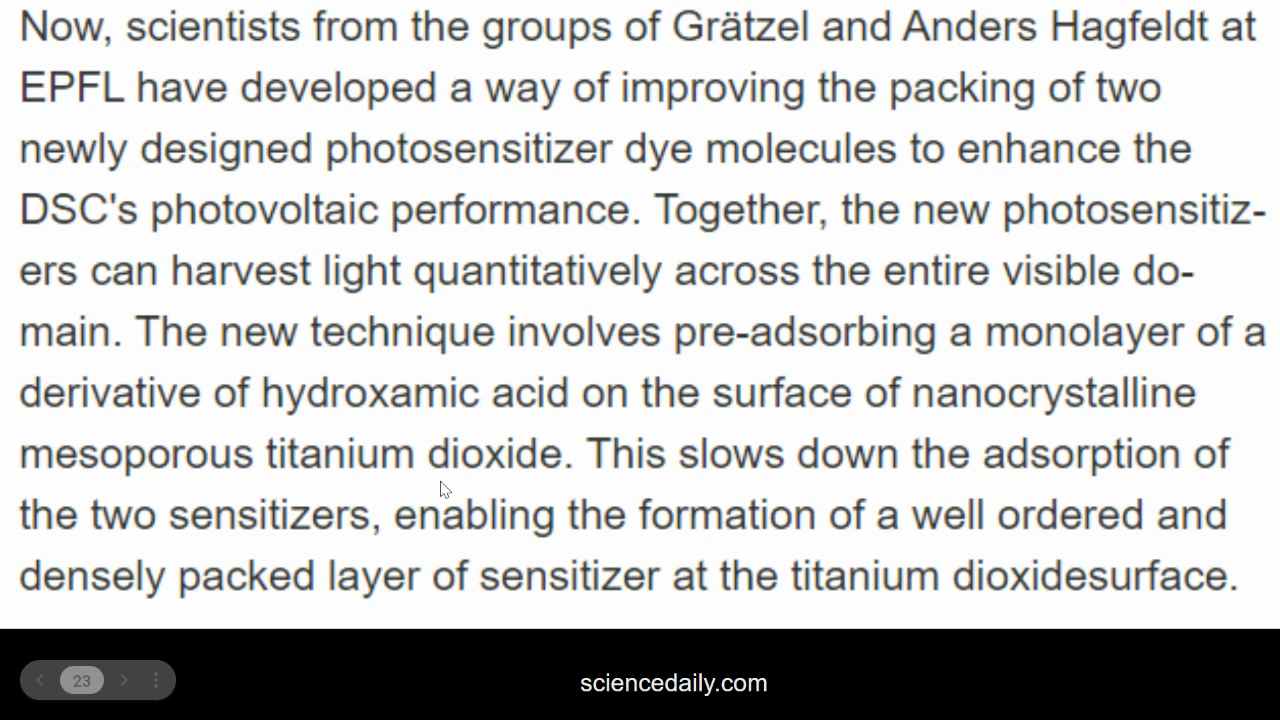 Now, scientists from the groups of Grätzel and Anders Hagfeldt at
EPFL have developed a way of improving the packing of two
newly designed photosensitizer dye molecules to enhance the
DSC's photovoltaic performance. Together, the new photosensitiz-
ers can harvest light quantitatively across the entire visible do-
main. The new technique involves pre-adsorbing a monolayer of a
derivative of hydroxamic acid on the surface of nanocrystalline
mesoporous titanium dioxide. This slows down the adsorption of
the two sensitizers, enabling the formation of a well ordered and
densely packed layer of sensitizer at the titanium dioxidesurface.
23
sciencedaily.com